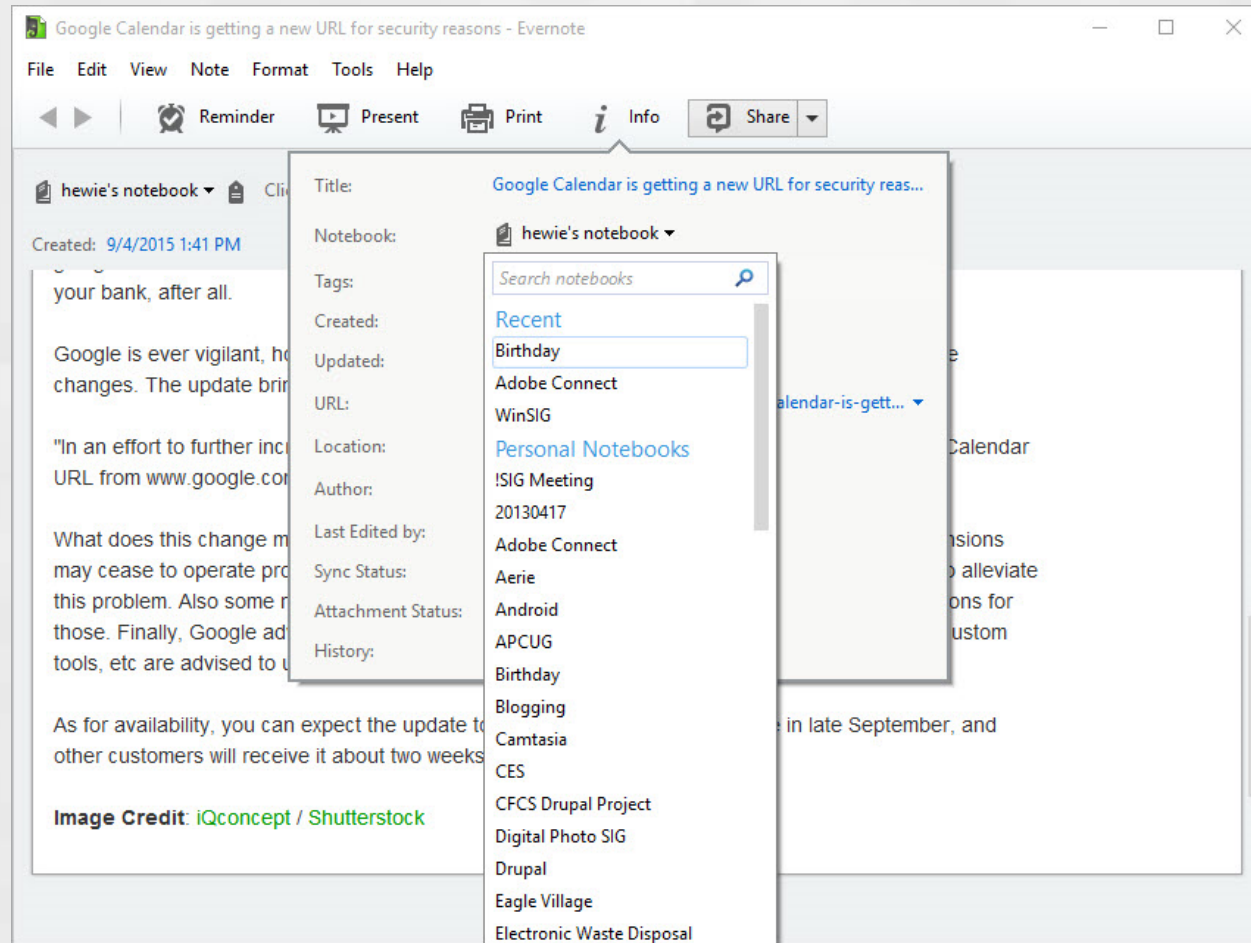 Google Calendar is getting a new URL for security reasons - Evernote
File Edit View Note Format Tools Help
Reminder Present Print Info Share
hewie's notebook Clic
Created: 9/4/2015 1:41 PM
Title: Google Calendar is getting a new URL for security reas...
Notebook: hewie's notebook
Tags:
Created:
Updated:
URL: alendar-is-gett...
Location:
Author:
Last Edited by:
Sync Status:
Attachment Status:
History:
Search notebooks
Recent
Birthday
Adobe Connect
WinSIG
Personal Notebooks
!SIG Meeting
20130417
Adobe Connect
Aerie
Android
APCUG
Birthday
Blogging
Camtasia
CES
CFCS Drupal Project
Digital Photo SIG
Drupal
Eagle Village
Electronic Waste Disposal
your bank, after all.
Google is ever vigilant, ho e
changes. The update brin
"In an effort to further incr Calendar
URL from www.google.cor
What does this change m nsions
may cease to operate pro o alleviate
this problem. Also some r ons for
those. Finally, Google adv ustom
tools, etc are advised to u
As for availability, you can expect the update to e in late September, and
other customers will receive it about two weeks
Image Credit: iQconcept / Shutterstock